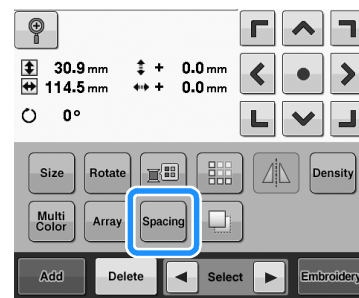 30.9 mm + 0.0 mm
114.5 mm + 0.0 mm
0°
Size Rotate Density
Multi Color Array Spacing
Add Delete Select Embroidery